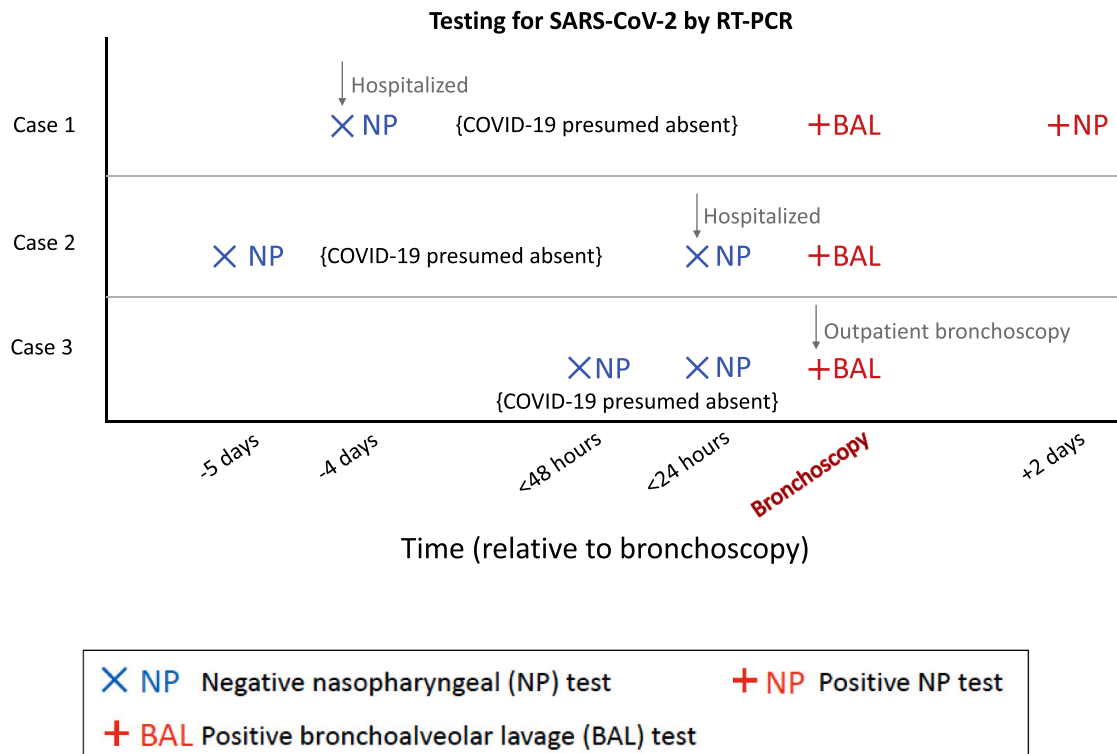 Testing for SARS-CoV-2 by RT-PCR
Hospitalized
Case 1
× NP {COVID-19 presumed absent} +BAL +NP
Hospitalized
Case 2
× NP {COVID-19 presumed absent} × NP +BAL
Outpatient bronchoscopy
Case 3
×NP × NP +BAL
{COVID-19 presumed absent}
-5 days -4 days <48 hours <24 hours Bronchoscopy +2 days
Time (relative to bronchoscopy)
× NP Negative nasopharyngeal (NP) test + NP Positive NP test
+ BAL Positive bronchoalveolar lavage (BAL) test